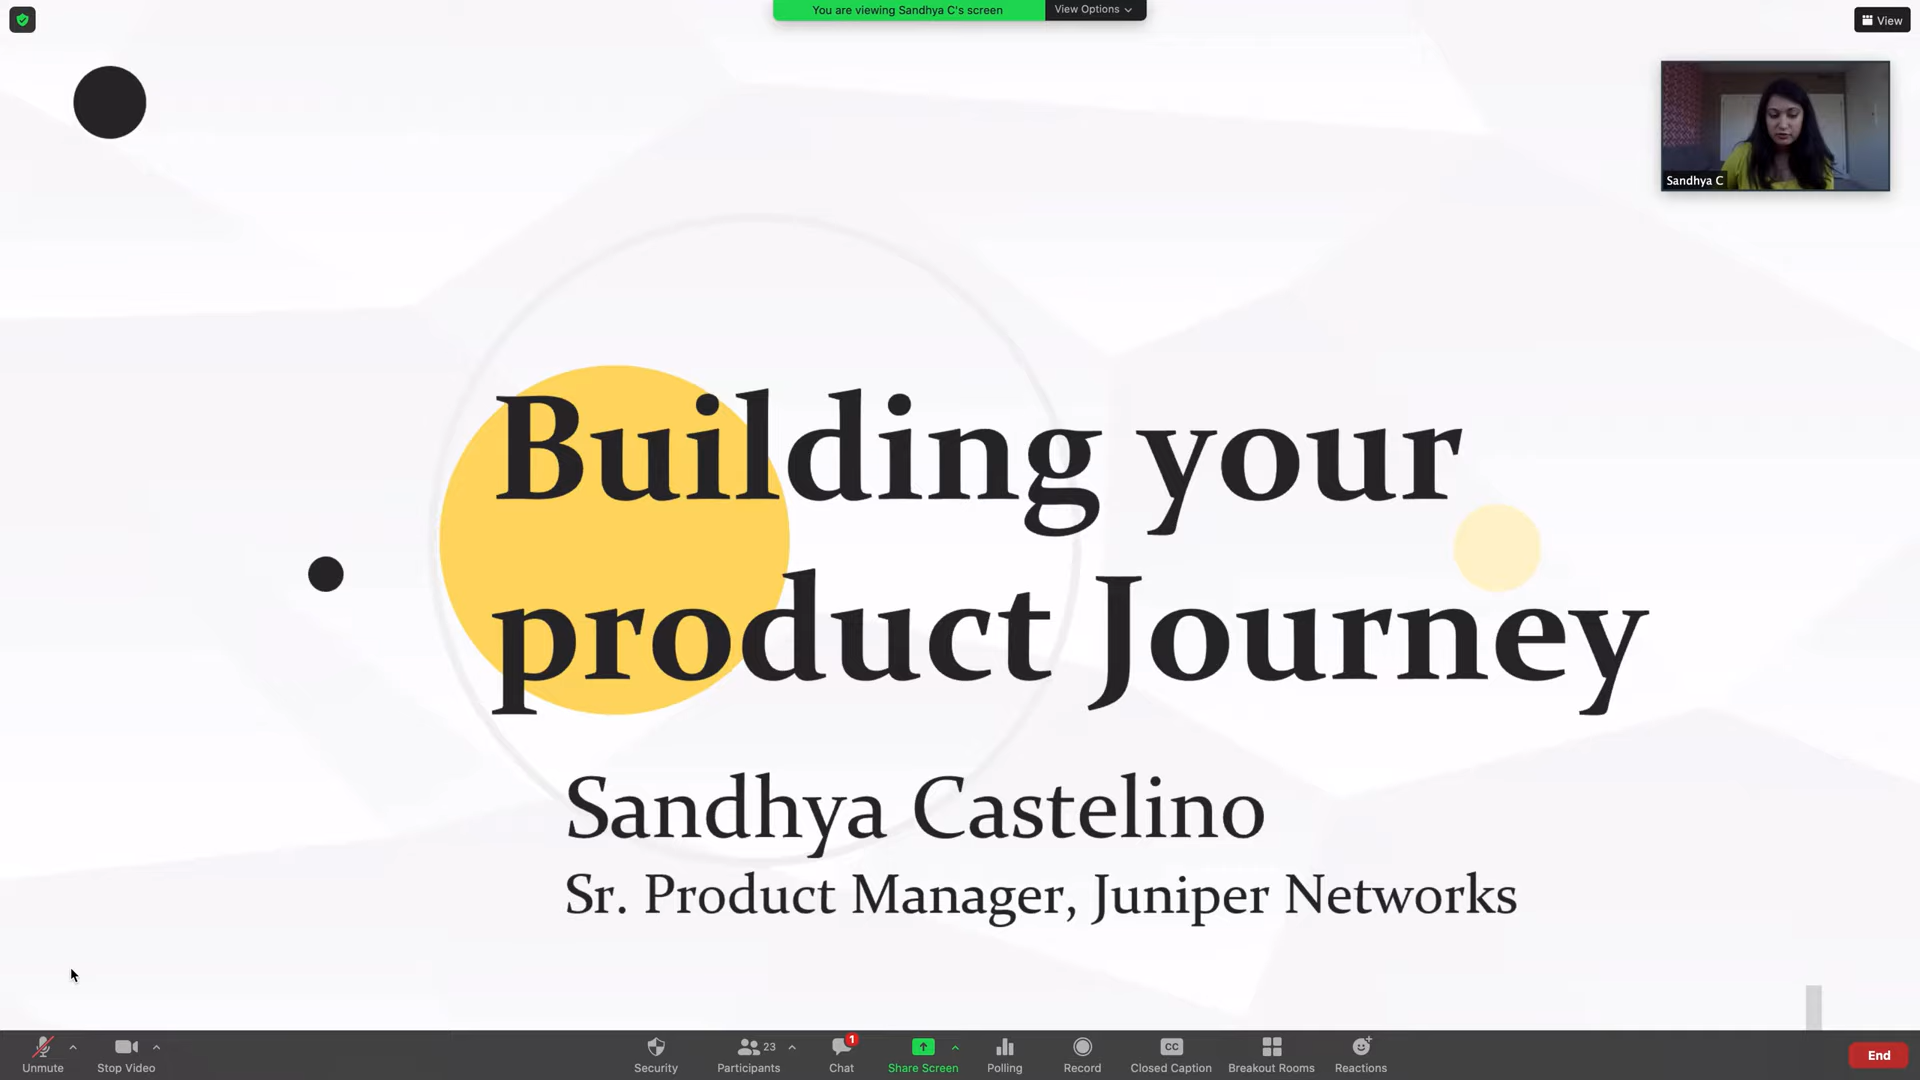 You are viewing Sandhya C's screen
View Options
View
Sandhya C
Building your
product Journey
Sandhya Castelino
Sr. Product Manager, Juniper Networks
Unmute
Stop Video
Security
Participants
23
Chat
1
Share Screen
Polling
Record
CC
Closed Caption
Breakout Rooms
Reactions
End